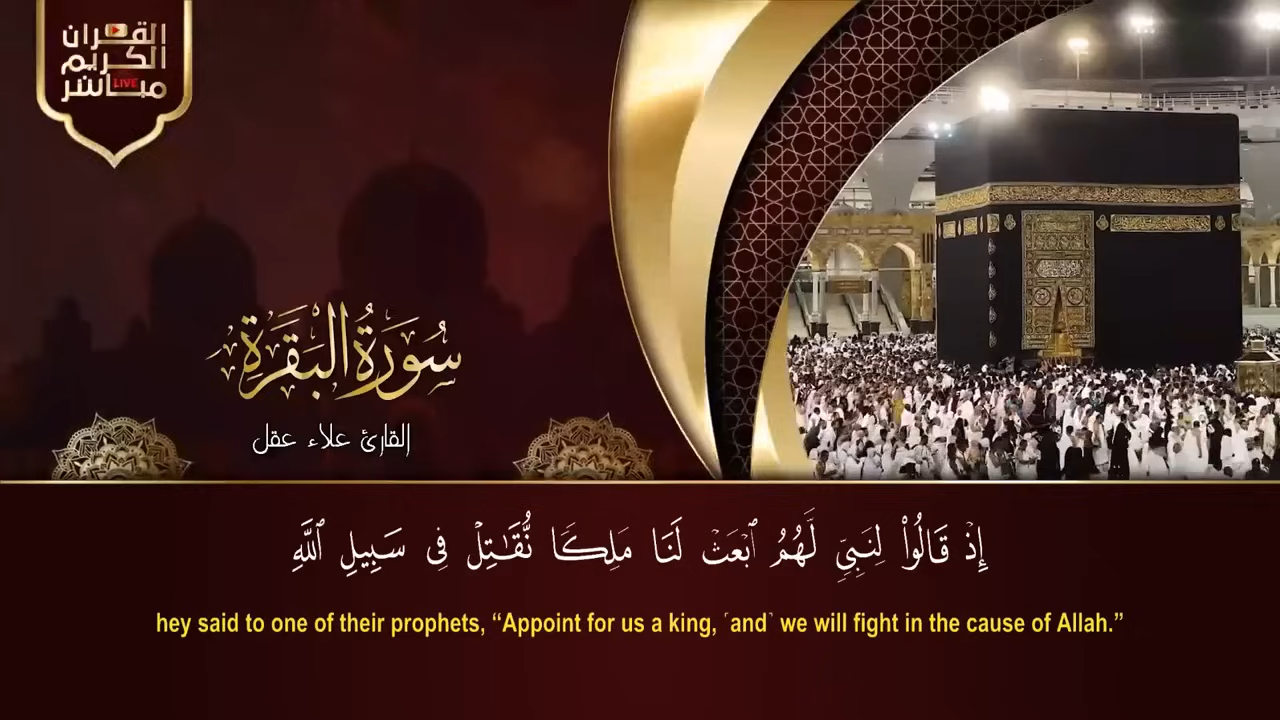 القرآن
الكريم
مباشر LIVE
سُورَةُ البَقَرَةِ
القارئ علاء عقل
إِذۡ قَالُواْ لِنَبِيّٖ لَّهُمُ ٱبۡعَثۡ لَنَا مَلِكٗا نُّقَٰتِلۡ فِي سَبِيلِ ٱللَّهِ
hey said to one of their prophets, “Appoint for us a king, ˹and˺ we will fight in the cause of Allah.”